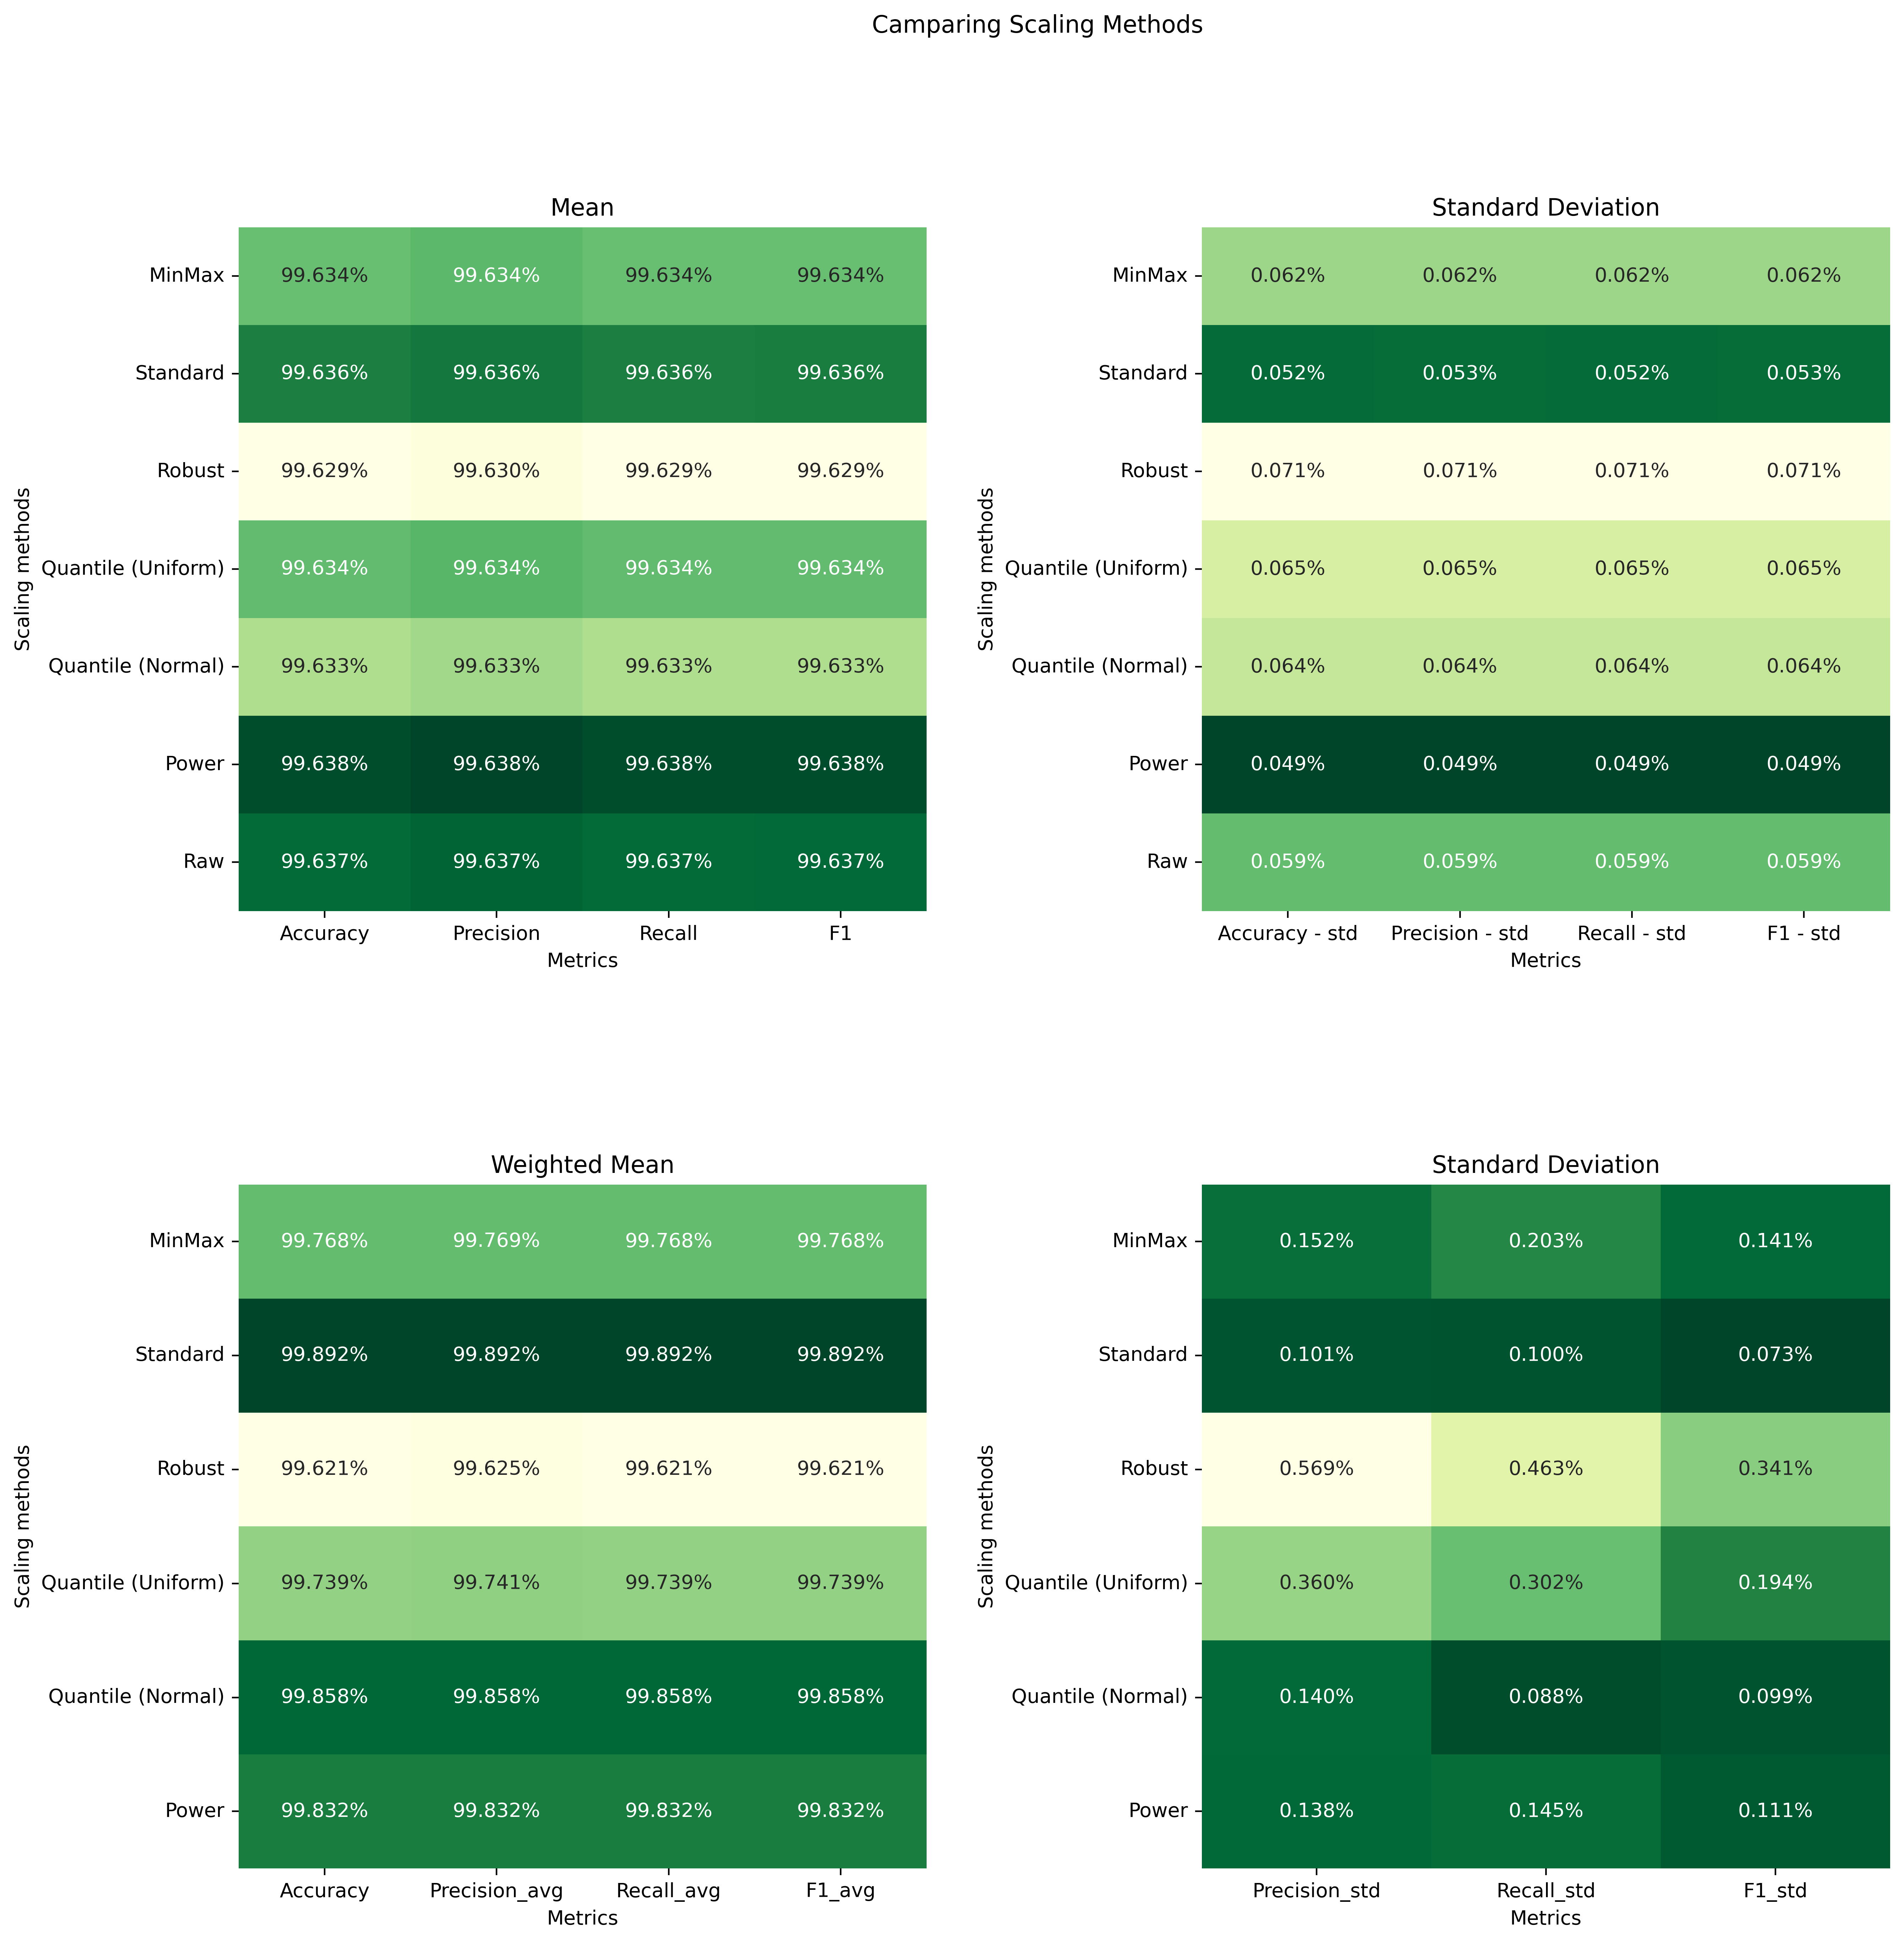 Camparing Scaling Methods
Mean
Scaling methods
MinMax 99.634% 99.634% 99.634% 99.634%
Standard 99.636% 99.636% 99.636% 99.636%
Robust 99.629% 99.630% 99.629% 99.629%
Quantile (Uniform) 99.634% 99.634% 99.634% 99.634%
Quantile (Normal) 99.633% 99.633% 99.633% 99.633%
Power 99.638% 99.638% 99.638% 99.638%
Raw 99.637% 99.637% 99.637% 99.637%
Accuracy Precision Recall F1
Metrics
Standard Deviation
Scaling methods
MinMax 0.062% 0.062% 0.062% 0.062%
Standard 0.052% 0.053% 0.052% 0.053%
Robust 0.071% 0.071% 0.071% 0.071%
Quantile (Uniform) 0.065% 0.065% 0.065% 0.065%
Quantile (Normal) 0.064% 0.064% 0.064% 0.064%
Power 0.049% 0.049% 0.049% 0.049%
Raw 0.059% 0.059% 0.059% 0.059%
Accuracy - std Precision - std Recall - std F1 - std
Metrics
Weighted Mean
Scaling methods
MinMax 99.768% 99.769% 99.768% 99.768%
Standard 99.892% 99.892% 99.892% 99.892%
Robust 99.621% 99.625% 99.621% 99.621%
Quantile (Uniform) 99.739% 99.741% 99.739% 99.739%
Quantile (Normal) 99.858% 99.858% 99.858% 99.858%
Power 99.832% 99.832% 99.832% 99.832%
Accuracy Precision_avg Recall_avg F1_avg
Metrics
Standard Deviation
Scaling methods
MinMax 0.152% 0.203% 0.141%
Standard 0.101% 0.100% 0.073%
Robust 0.569% 0.463% 0.341%
Quantile (Uniform) 0.360% 0.302% 0.194%
Quantile (Normal) 0.140% 0.088% 0.099%
Power 0.138% 0.145% 0.111%
Precision_std Recall_std F1_std
Metrics